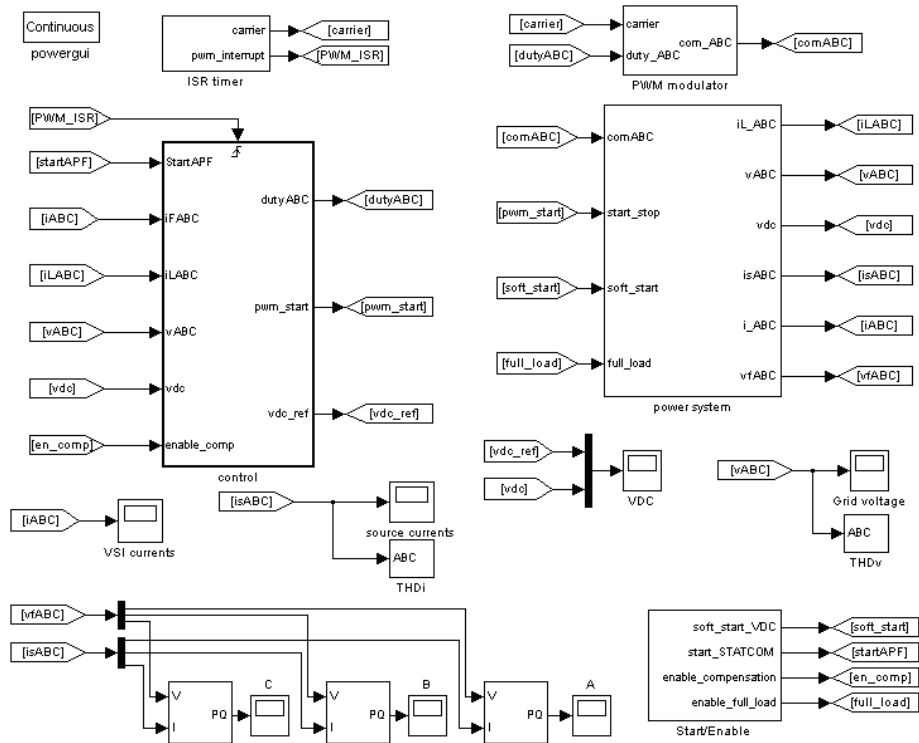 Continuous
powergui
carrier
pwm_interrupt
ISR timer
[carrier]
[PWM_ISR]
[carrier]
[dutyABC]
carrier
duty_ABC
com_ABC
PWM modulator
[comABC]
[PWM_ISR]
[startAPF]
[iABC]
[iLABC]
[vABC]
[vdc]
[en_comp]
StartAPF
iFABC
iLABC
vABC
vdc
enable_comp
dutyABC
pwm_start
vdc_ref
control
[dutyABC]
[pwm_start]
[vdc_ref]
[comABC]
[pwm_start]
[soft_start]
[full_load]
comABC
start_stop
soft_start
full_load
iL_ABC
vABC
vdc
isABC
i_ABC
vfABC
power system
[iLABC]
[vABC]
[vdc]
[isABC]
[iABC]
[vfABC]
[iABC]
VSI currents
[isABC]
source currents
ABC
THDi
[vdc_ref]
[vdc]
VDC
[vABC]
Grid voltage
ABC
THDv
[vfABC]
[isABC]
V
I
PQ
C
V
I
PQ
B
V
I
PQ
A
soft_start_VDC
start_STATCOM
enable_compensation
enable_full_load
Start/Enable
[soft_start]
[startAPF]
[en_comp]
[full_load]